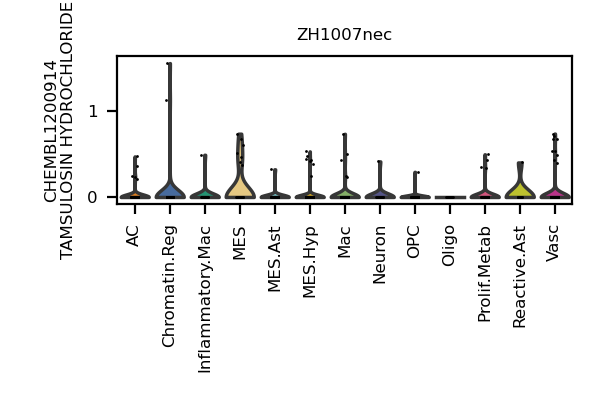 ZH1007nec
CHEMBL1200914
TAMSULOSIN HYDROCHLORIDE
1
0
AC
Chromatin.Reg
Inflammatory.Mac
MES
MES.Ast
MES.Hyp
Mac
Neuron
OPC
Oligo
Prolif.Metab
Reactive.Ast
Vasc